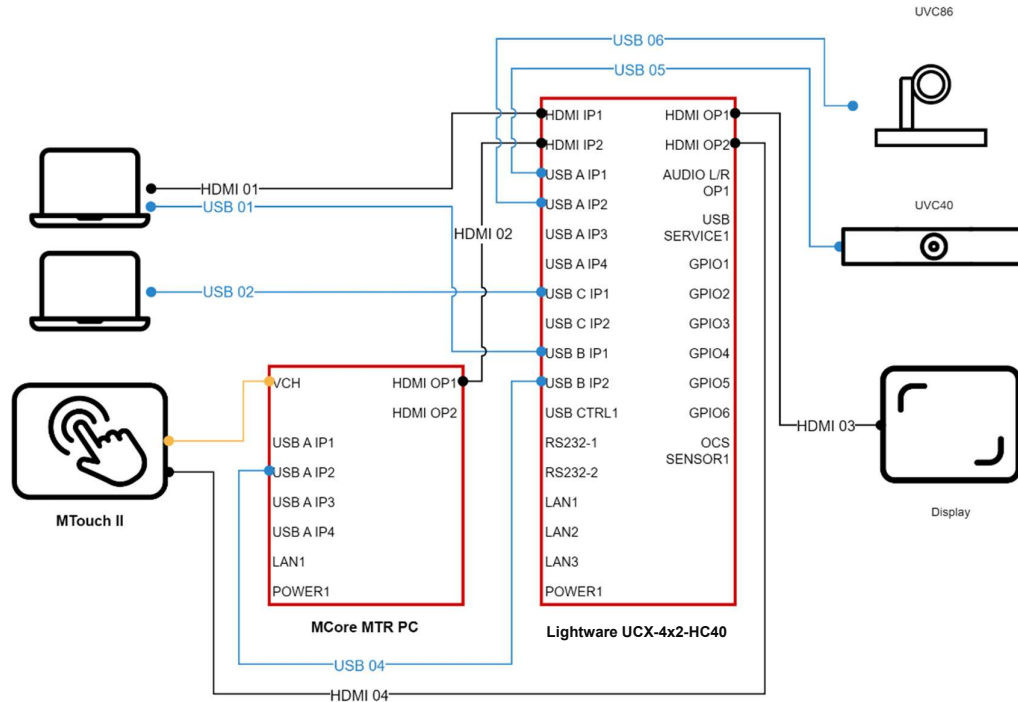 UVC86
USB 06
USB 05
HDMI IP1
HDMI OP1
HDMI IP2
HDMI OP2
USB A IP1
AUDIO L/R
OP1
HDMI 01
USB 01
USB A IP2
USB
SERVICE1
UVC40
HDMI 02
USB A IP3
USB A IP4
GPIO1
USB 02
USB C IP1
GPIO2
USB C IP2
GPIO3
USB B IP1
GPIO4
VCH
HDMI OP1
USB B IP2
GPIO5
HDMI OP2
USB CTRL1
GPIO6
HDMI 03
USB A IP1
RS232-1
OCS
SENSOR1
USB A IP2
RS232-2
USB A IP3
LAN1
MTouch II
Display
USB A IP4
LAN2
LAN1
LAN3
POWER1
POWER1
MCore MTR PC
Lightware UCX-4x2-HC40
USB 04
HDMI 04